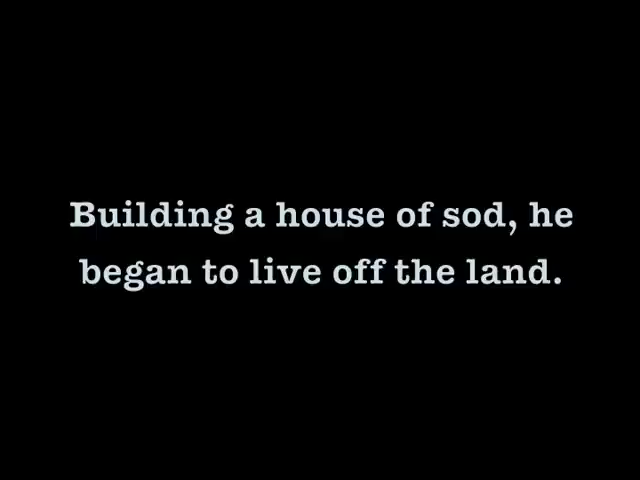 Building a house of sod, he
began to live off the land.